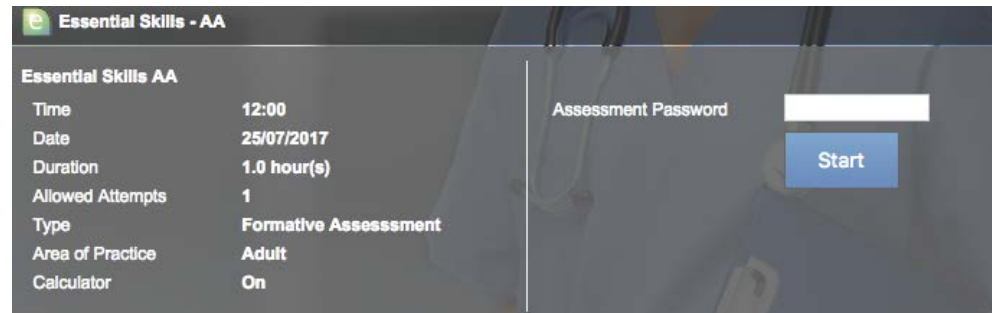 e Essential Skills - AA
Essential Skills AA
Time 12:00
Date 25/07/2017
Duration 1.0 hour(s)
Allowed Attempts 1
Type Formative Assesssment
Area of Practice Adult
Calculator On
Assessment Password
Start